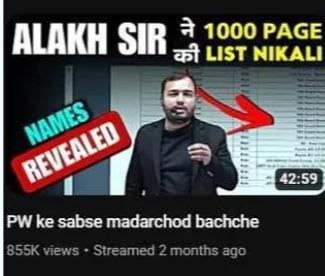 ALAKH SIR ने 1000 PAGE
की LIST NIKALI
NAMES
REVEALED
42:59
PW ke sabse madarchod bachche
855K views • Streamed 2 months ago